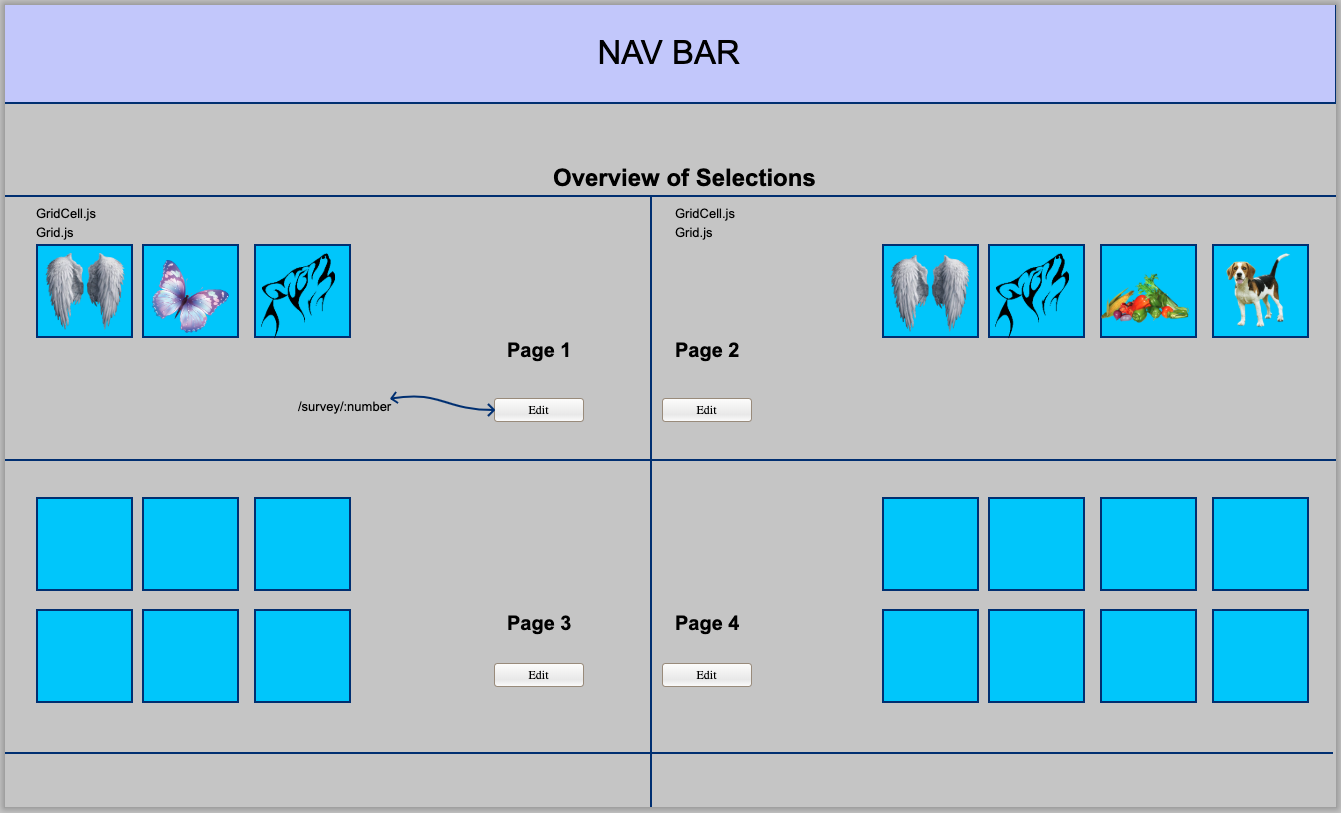 NAV BAR
Overview of Selections
GridCell.js
Grid.js
Page 1
/survey/:number
Edit
GridCell.js
Grid.js
Page 2
Edit
Page 3
Edit
Page 4
Edit